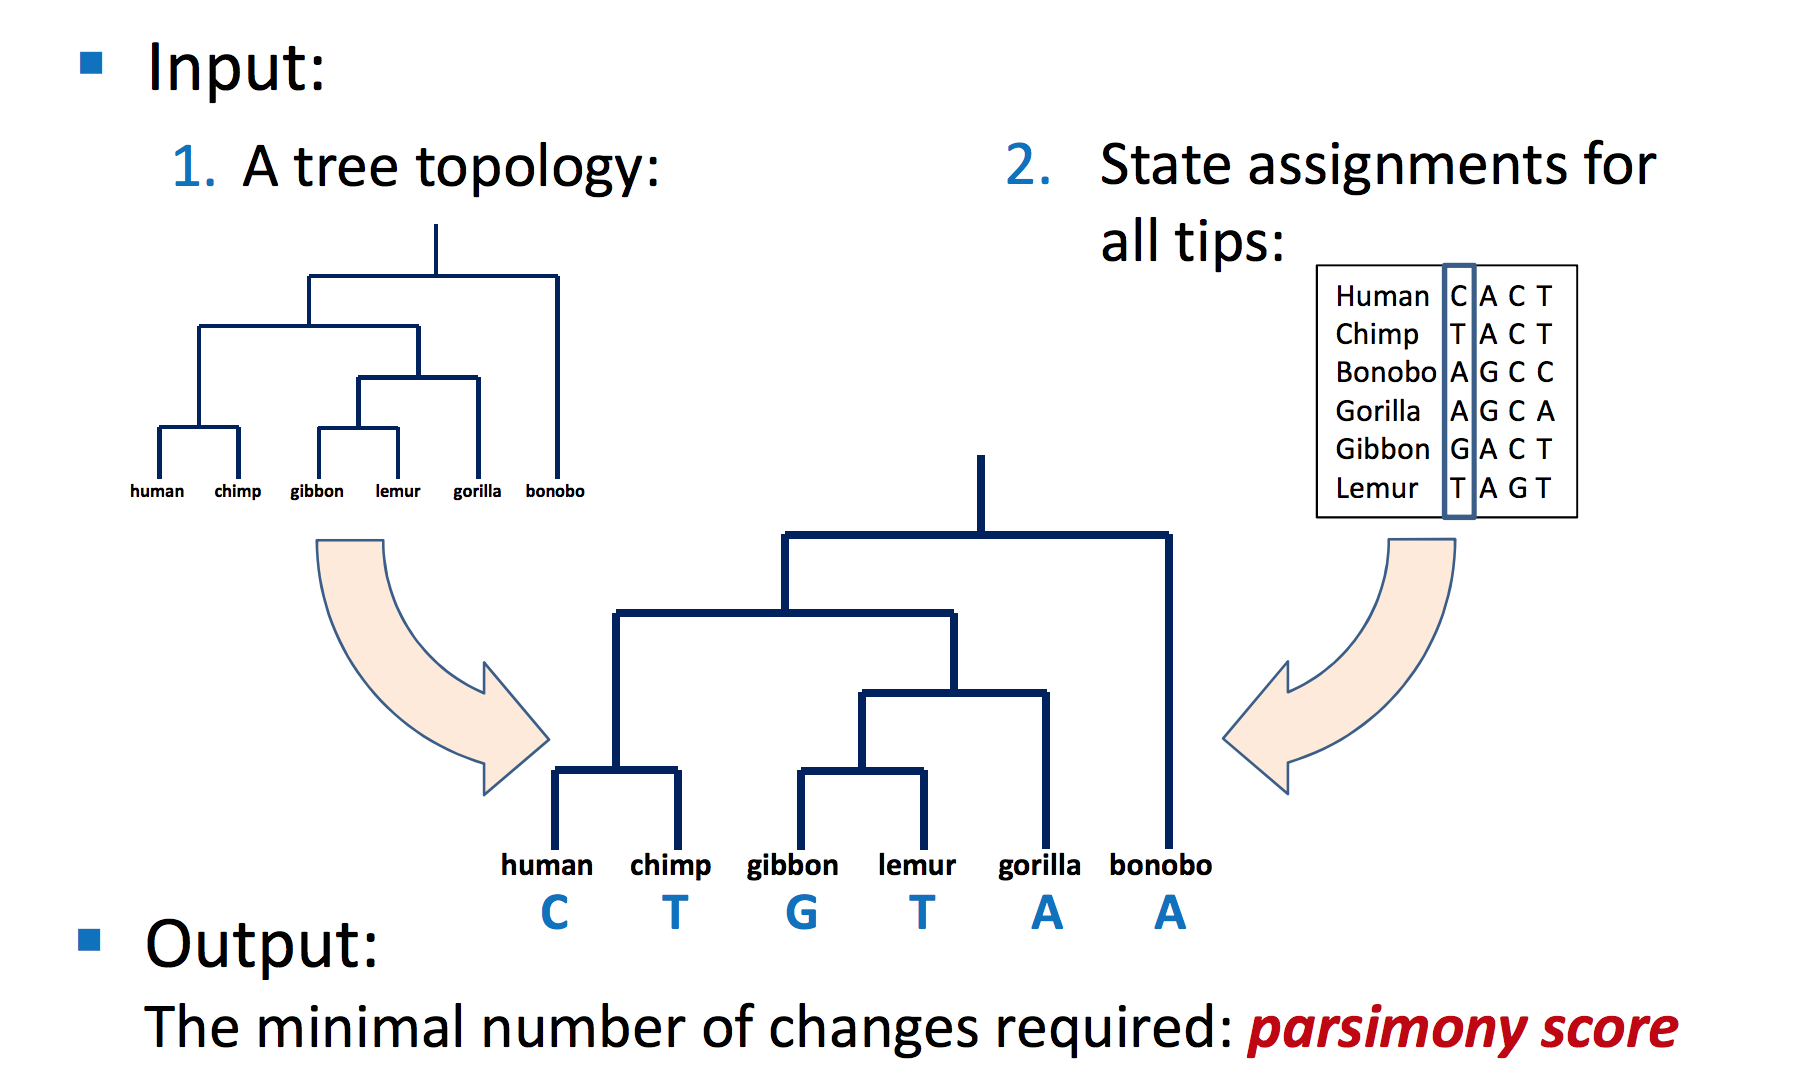 Input:
1. A tree topology:
2. State assignments for
all tips:
human chimp gibbon lemur gorilla bonobo
Human C A C T
Chimp T A C T
Bonobo A G C C
Gorilla A G C A
Gibbon G A C T
Lemur T A G T
human chimp gibbon lemur gorilla bonobo
C T G T A A
Output:
The minimal number of changes required: parsimony score